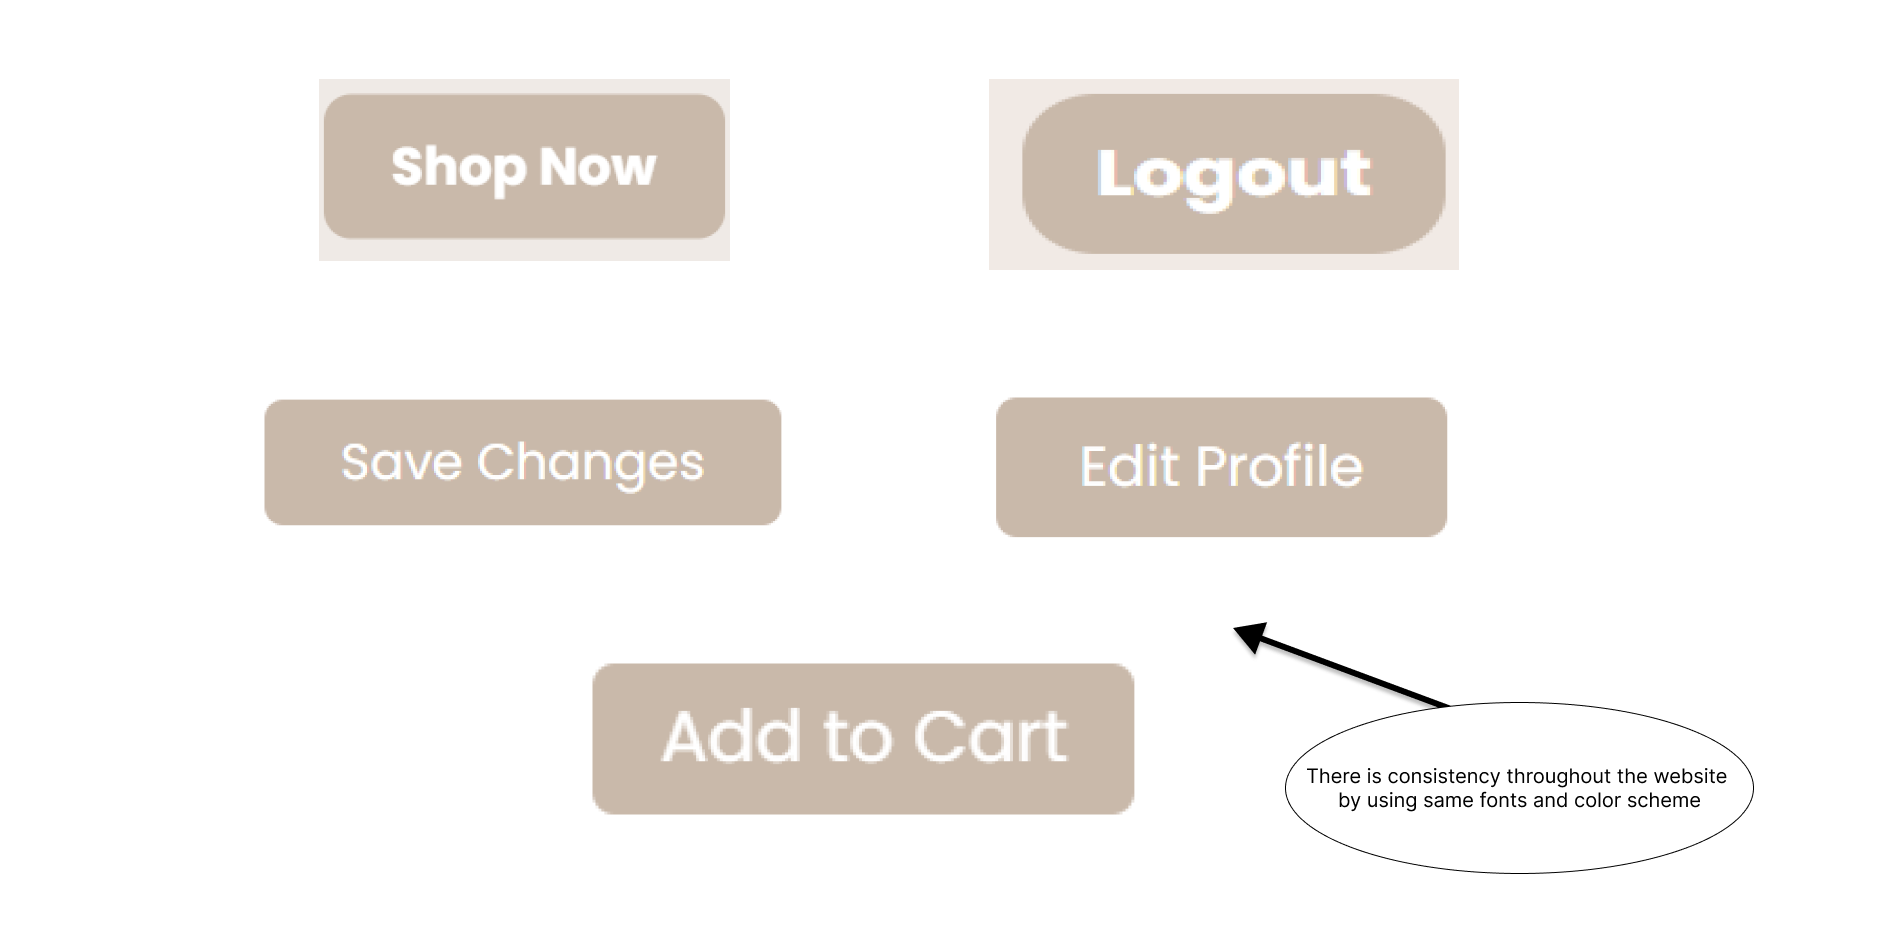 Shop Now
Logout
Save Changes
Edit Profile
Add to Cart
There is consistency throughout the website
by using same fonts and color scheme